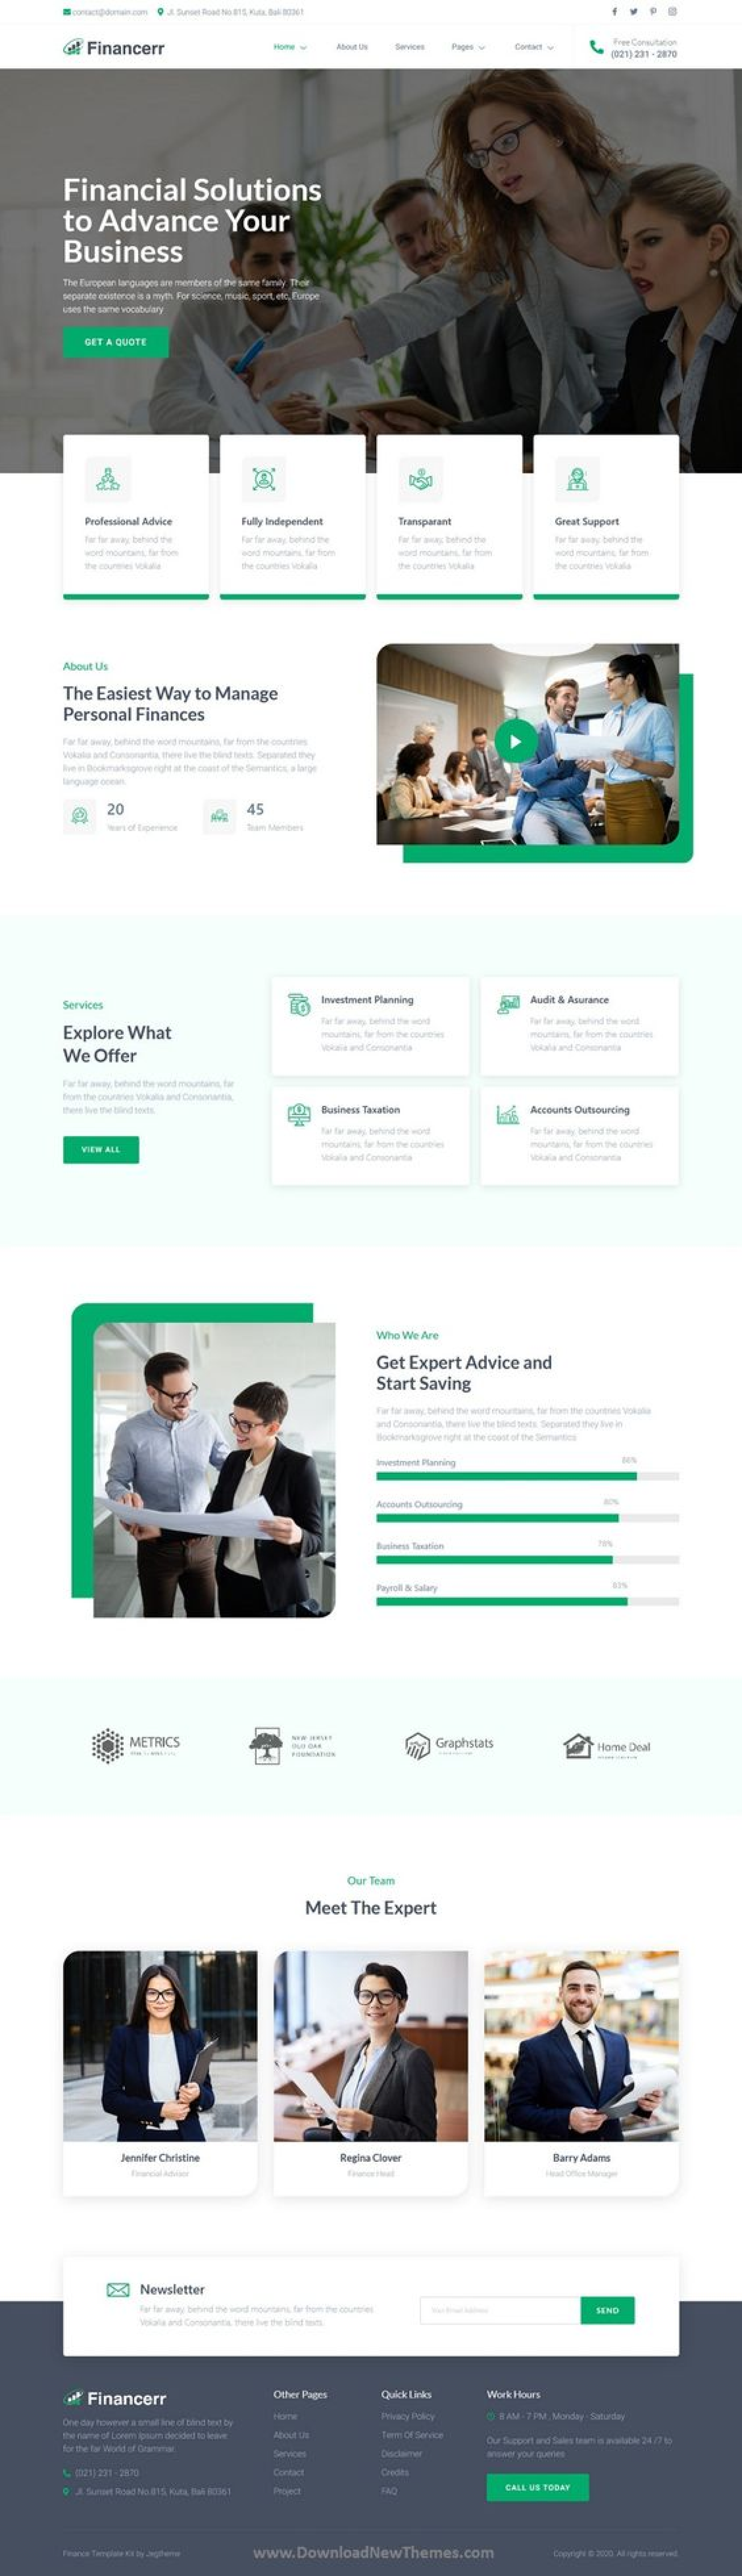 contact@domain.com Jl. Sunset Road No 815, Kuta, Bali 80361
Financerr
Home About Us Services Pages Contact
Free Consultation
(021) 231 - 2870
Financial Solutions
to Advance Your
Business
The European languages are members of the same family. Their
separate existence is a myth. For science, music, sport, etc, Europe
uses the same vocabulary
GET A QUOTE
Professional Advice
Far far away, behind the
word mountains, far from
the countries Vokalia
Fully Independent
Far far away, behind the
word mountains, far from
the countries Vokalia
Transparant
Far far away, behind the
word mountains, far from
the countries Vokalia
Great Support
Far far away, behind the
word mountains, far from
the countries Vokalia
About Us
The Easiest Way to Manage
Personal Finances
Far far away, behind the word mountains, far from the countries
Vokalia and Consonantia, there live the blind texts. Separated they
live in Bookmarksgrove right at the coast of the Semantics, a large
language ocean.
20
Years of Experience
45
Team Members
Services
Explore What
We Offer
Far far away, behind the word mountains, far
from the countries Vokalia and Consonantia,
there live the blind texts.
VIEW ALL
Investment Planning
Far far away, behind the word
mountains, far from the countries
Vokalia and Consonantia
Audit & Asurance
Far far away, behind the word
mountains, far from the countries
Vokalia and Consonantia
Business Taxation
Far far away, behind the word
mountains, far from the countries
Vokalia and Consonantia
Accounts Outsourcing
Far far away, behind the word
mountains, far from the countries
Vokalia and Consonantia
Who We Are
Get Expert Advice and
Start Saving
Far far away, behind the word mountains, far from the countries Vokalia
and Consonantia, there live the blind texts. Separated they live in
Bookmarksgrove right at the coast of the Semantics
Investment Planning 86%
Accounts Outsourcing 80%
Business Taxation 78%
Payroll & Salary 83%
METRICS
NEW JERSEY
OLD OAK
FOUNDATION
Graphstats
Home Deal
Our Team
Meet The Expert
Jennifer Christine
Financial Advisor
Regina Clover
Finance Head
Barry Adams
Head Office Manager
Newsletter
Far far away, behind the word mountains, far from the countries
Vokalia and Consonantia, there live the blind texts.
Your Email Address
SEND
Financerr
One day however a small line of blind text by
the name of Lorem Ipsum decided to leave
for the far World of Grammar.
(021) 231 - 2870
Jl. Sunset Road No.815, Kuta, Bali 80361
Other Pages
Home
About Us
Services
Contact
Project
Quick Links
Privacy Policy
Term Of Service
Disclaimer
Credits
FAQ
Work Hours
8 AM - 7 PM , Monday - Saturday
Our Support and Sales team is available 24 /7 to
answer your queries
CALL US TODAY
Finance Template Kit by Jegtheme
www.DownloadNewThemes.com
Copyright © 2020. All rights reserved.